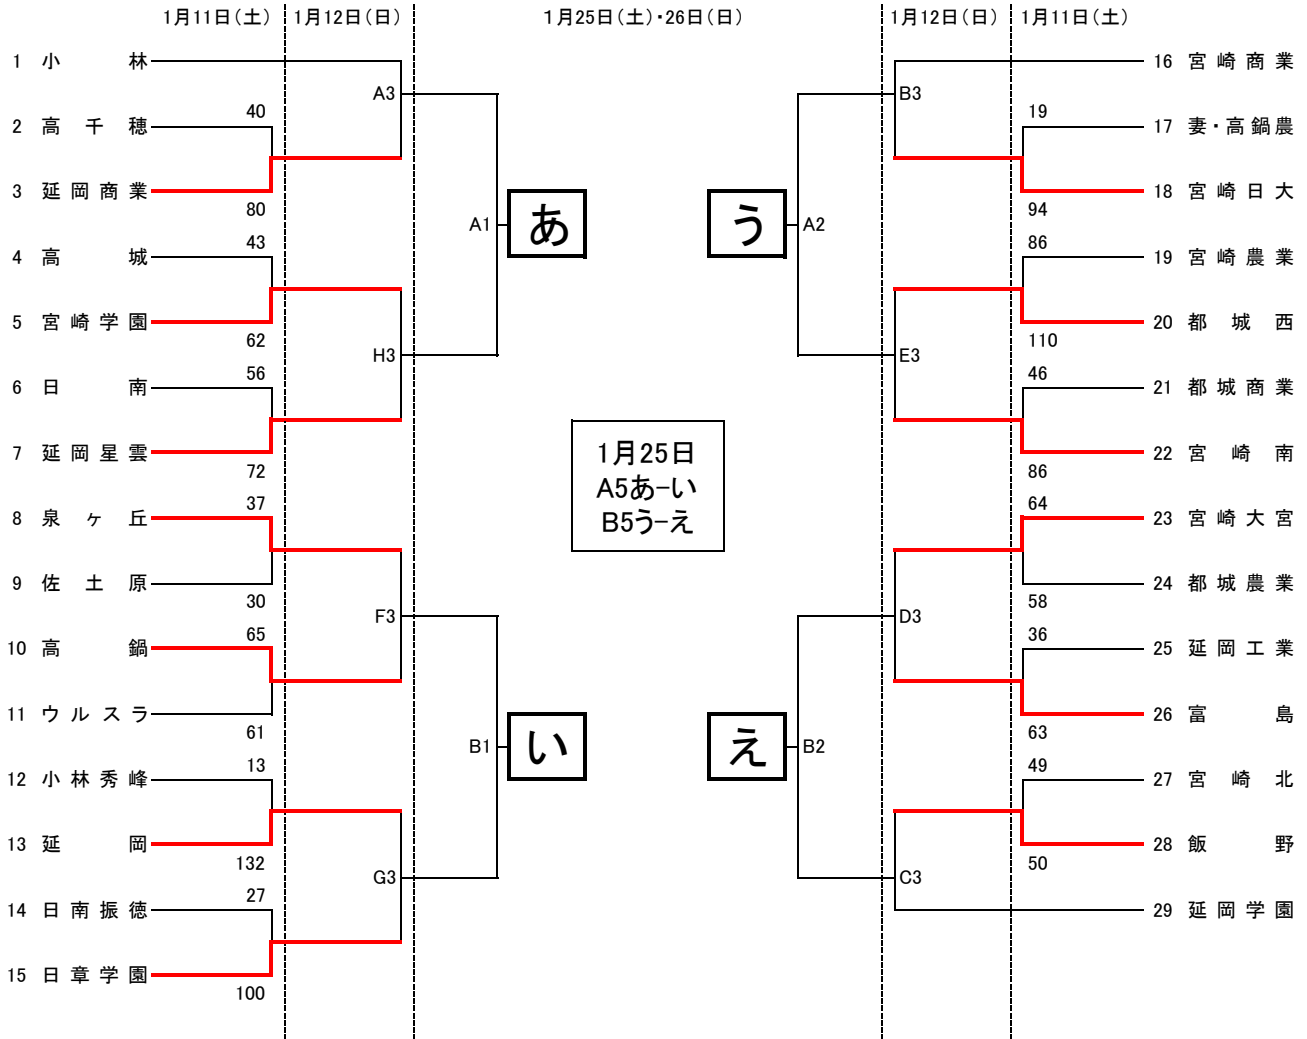 1月11日(土) 1月12日(日) 1月25日(土)・26日(日) 1月12日(日) 1月11日(土)
1 小林
A3
40
2 高千穂
3 延岡商業
80
A1
あ
43
4 高城
5 宮崎学園
62
H3
56
6 日南
7 延岡星雲
72
37
8 泉ヶ丘
9 佐土原
30
F3
65
10 高鍋
11 ウルスラ
61
B1
い
13
12 小林秀峰
13 延岡
132
G3
27
14 日南振徳
15 日章学園
100
1月25日
A5あ-い
B5う-え
16 宮崎商業
B3
19
17 妻・高鍋農
18 宮崎日大
94
う
A2
86
19 宮崎農業
20 都城西
110
E3
46
21 都城商業
22 宮崎南
86
64
23 宮崎大宮
24 都城農業
58
D3
36
25 延岡工業
26 富島
63
え
B2
49
27 宮崎北
28 飯野
50
C3
29 延岡学園